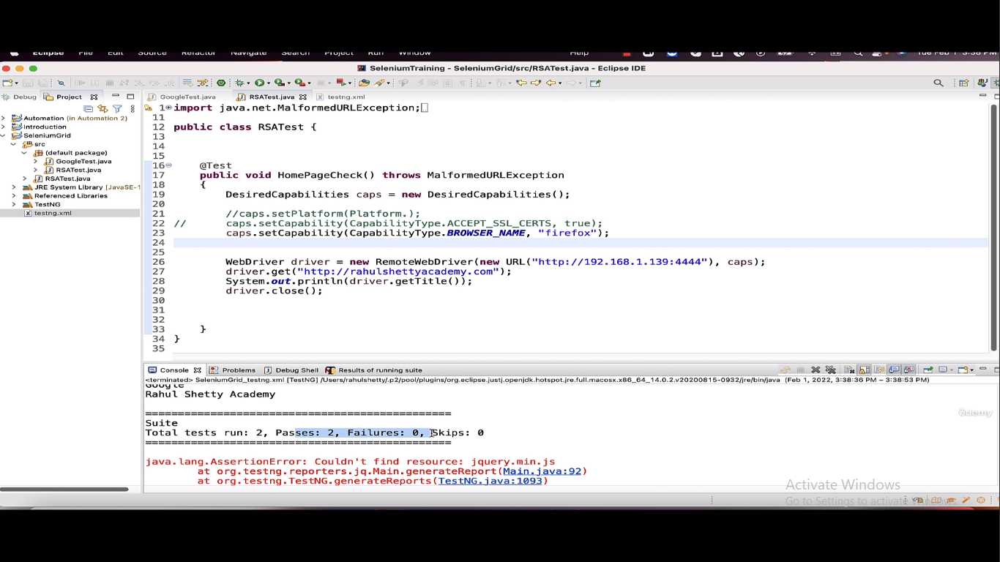 Eclipse File Edit Source Refactor Navigate Search Project Run Window Help Tue Feb 1 3:38 PM
SeleniumTraining - SeleniumGrid/src/RSATest.java - Eclipse IDE
Debug Project GoogleTest.java RSATest.java testng.xml
Automation (in Automation 2)
Introduction
SeleniumGrid
src
(default package)
GoogleTest.java
RSATest.java
RSATest.java
JRE System Library [JavaSE-1
Referenced Libraries
TestNG
testng.xml
1 import java.net.MalformedURLException;
11
12 public class RSATest {
13
14
15
16 @Test
17 public void HomePageCheck() throws MalformedURLException
18 {
19 DesiredCapabilities caps = new DesiredCapabilities();
20
21 //caps.setPlatform(Platform.);
22 // caps.setCapability(CapabilityType.ACCEPT_SSL_CERTS, true);
23 caps.setCapability(CapabilityType.BROWSER_NAME, "firefox");
24
25
26 WebDriver driver = new RemoteWebDriver(new URL("http://192.168.1.139:4444"), caps);
27 driver.get("http://rahulshettyacademy.com");
28 System.out.println(driver.getTitle());
29 driver.close();
30
31
32
33 }
34 }
35
Console Problems Debug Shell Results of running suite
<terminated> SeleniumGrid_testng.xml [TestNG] /Users/rahulshetty/.p2/pool/plugins/org.eclipse.justj.openjdk.hotspot.jre.full.macosx.x86_64_14.0.2.v20200815-0932/jre/bin/java (Feb 1, 2022, 3:38:36 PM – 3:38:53 PM)
Google
Rahul Shetty Academy
===============================================
Suite
Total tests run: 2, Passes: 2, Failures: 0, Skips: 0
===============================================
java.lang.AssertionError: Couldn't find resource: jquery.min.js
at org.testng.reporters.jq.Main.generateReport(Main.java:92)
at org.testng.TestNG.generateReports(TestNG.java:1093)
ûdemy
Activate Windows
Go to Settings to activate Windows.